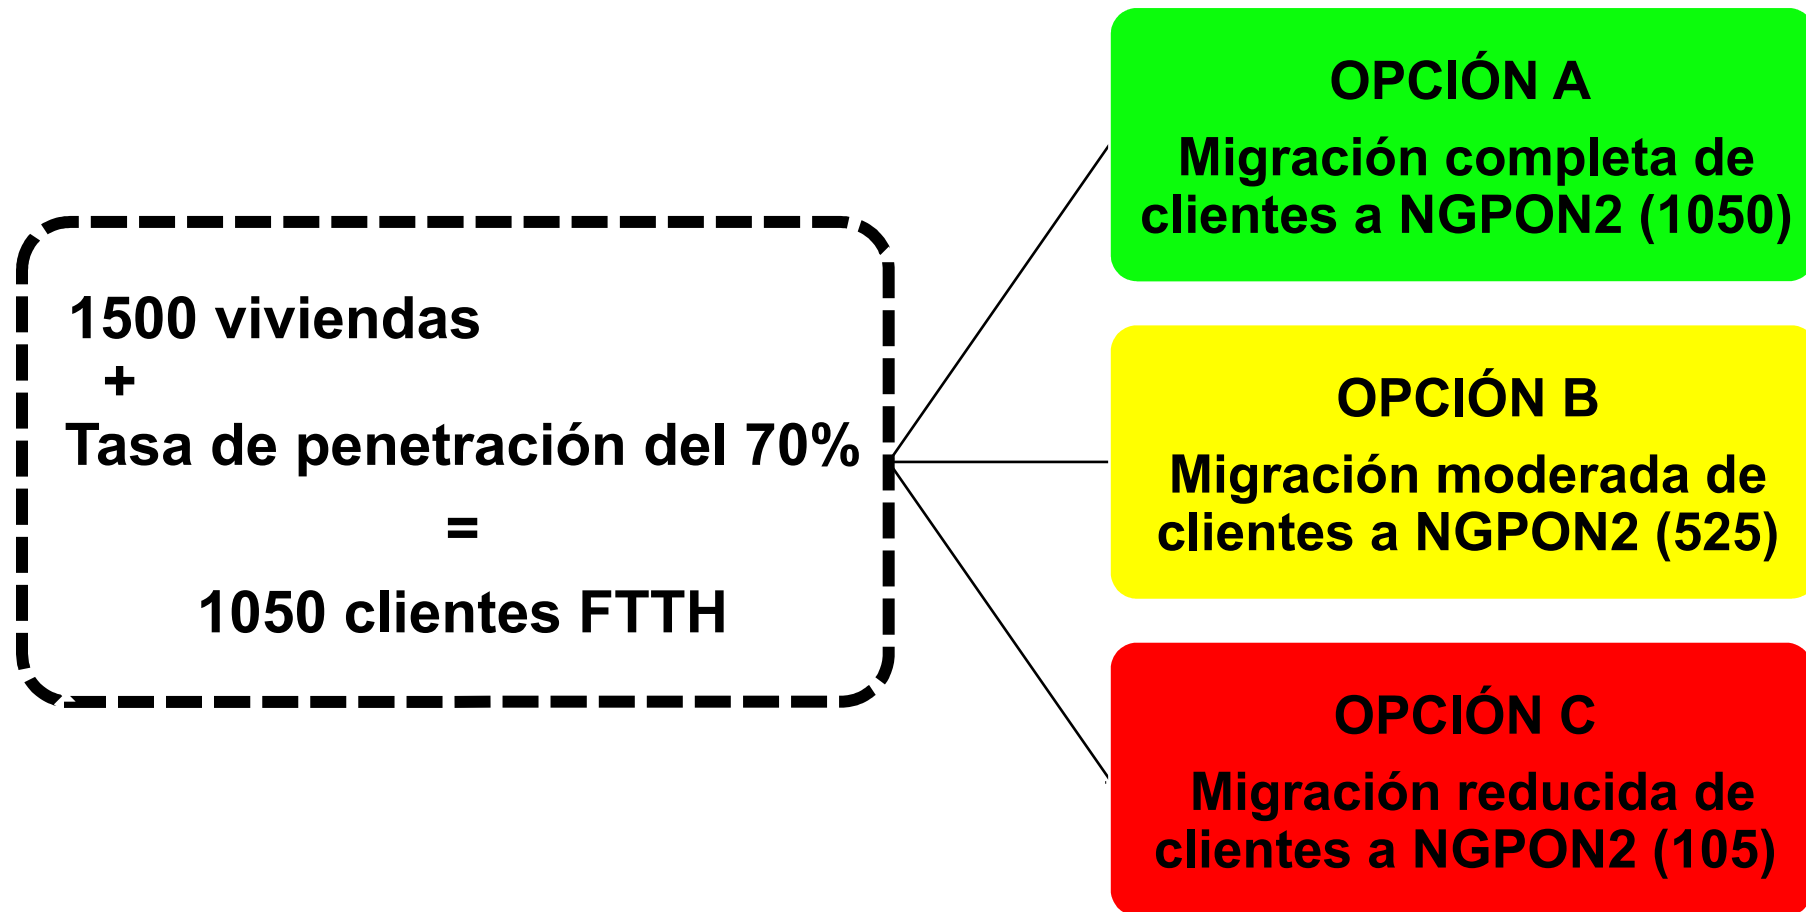 1500 viviendas
+
Tasa de penetración del 70%
=
1050 clientes FTTH
OPCIÓN A
Migración completa de
clientes a NGPON2 (1050)
OPCIÓN B
Migración moderada de
clientes a NGPON2 (525)
OPCIÓN C
Migración reducida de
clientes a NGPON2 (105)